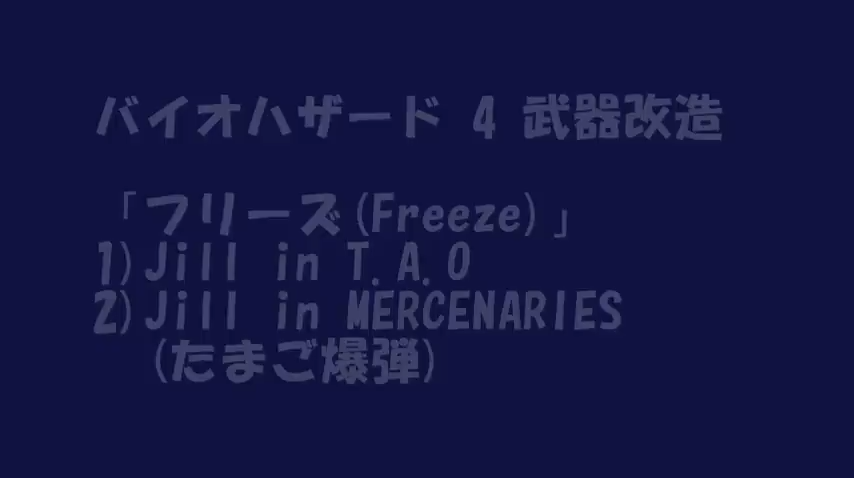 バイオハザード 4 武器改造
「フリーズ(Freeze)」
1)Jill in T.A.O
2)Jill in MERCENARIES
(たまご爆弾)